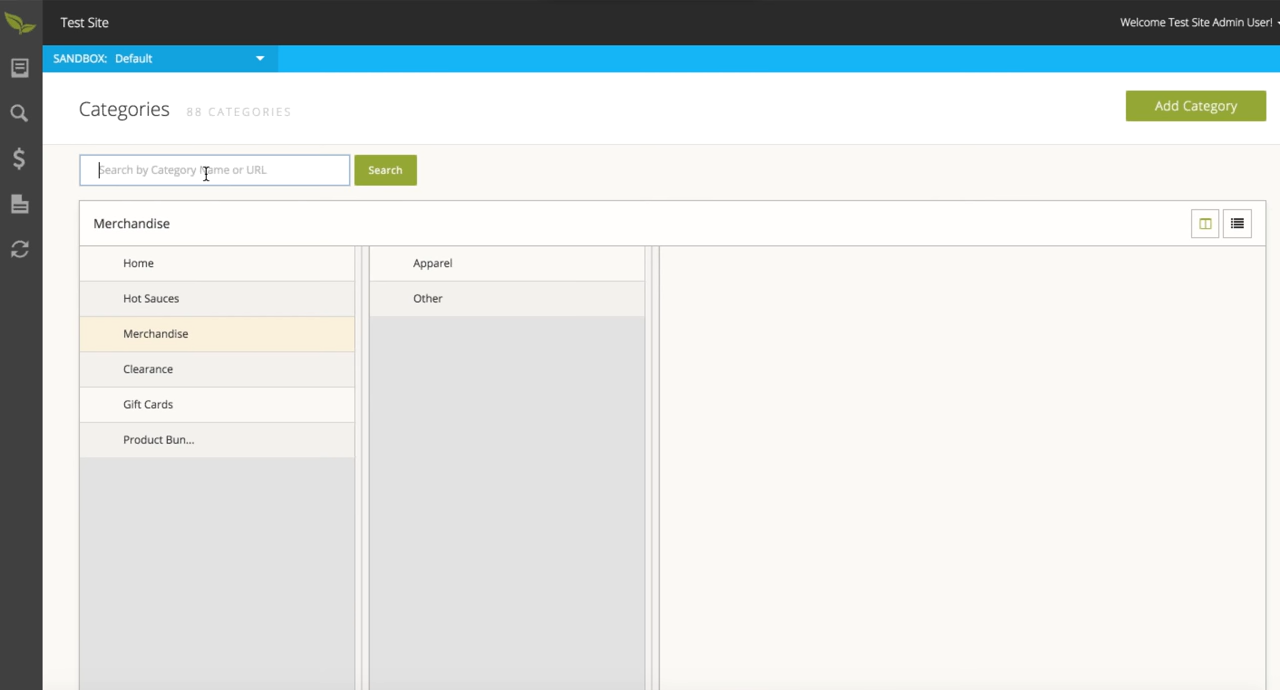 Test Site
Welcome Test Site Admin User!
SANDBOX: Default
Categories 88 CATEGORIES
Add Category
Search by Category Name or URL
Search
Merchandise
Home
Hot Sauces
Merchandise
Clearance
Gift Cards
Product Bun...
Apparel
Other